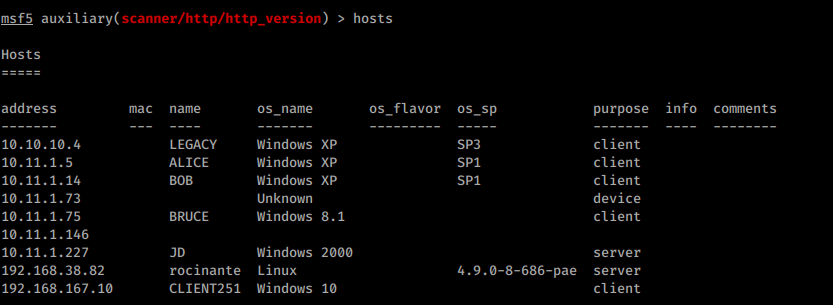 msf5 auxiliary(scanner/http/http_version) > hosts
Hosts
=====
address mac name os_name os_flavor os_sp purpose info comments
------- --- ---- ------- --------- ----- ------- ---- --------
10.10.10.4 LEGACY Windows XP SP3 client
10.11.1.5 ALICE Windows XP SP1 client
10.11.1.14 BOB Windows XP SP1 client
10.11.1.73 Unknown device
10.11.1.75 BRUCE Windows 8.1 client
10.11.1.146
10.11.1.227 JD Windows 2000 server
192.168.38.82 rocinante Linux 4.9.0-8-686-pae server
192.168.167.10 CLIENT251 Windows 10 client